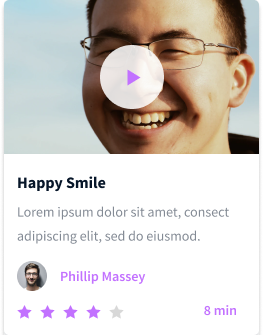 Happy Smile
Lorem ipsum dolor sit amet, consect
adipiscing elit, sed do eiusmod.
Phillip Massey
8 min